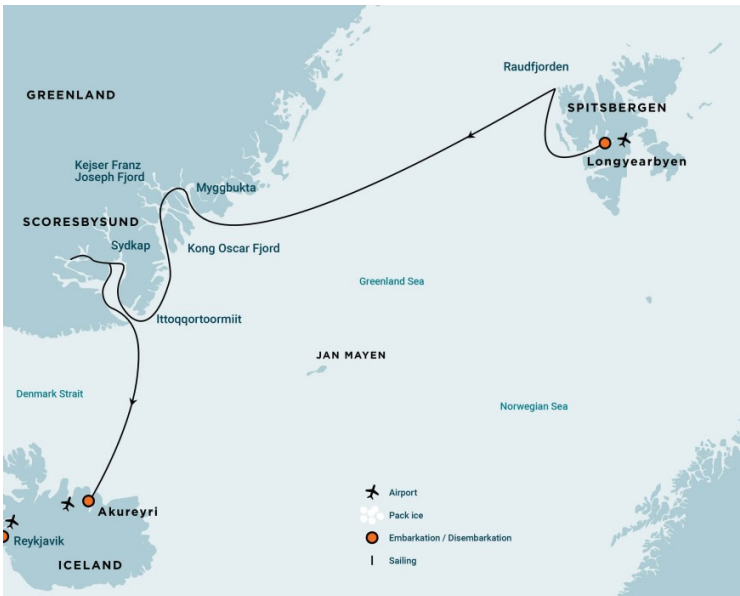 Raudfjorden
GREENLAND
SPITSBERGEN
Longyearbyen
Kejser Franz
Joseph Fjord
Myggbukta
SCORESBYSUND
Sydkap
Kong Oscar Fjord
Greenland Sea
Ittoqqortoormiit
JAN MAYEN
Denmark Strait
Norwegian Sea
Airport
Akureyri
Pack ice
Reykjavik
Embarkation / Disembarkation
ICELAND
Sailing